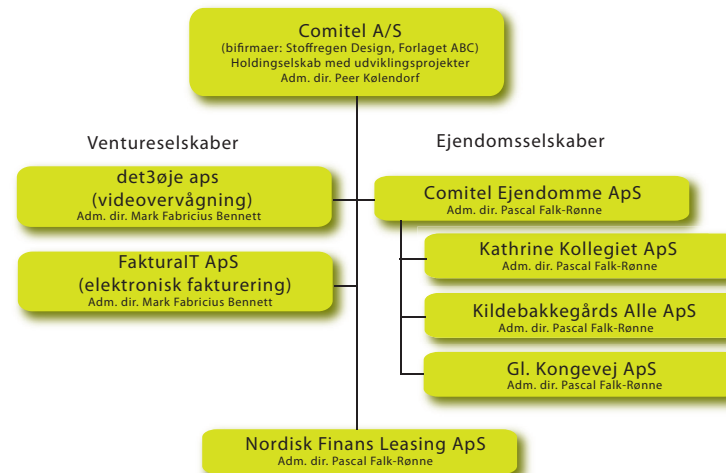 Comitel A/S
(bifirmaer: Stoffregen Design, Forlaget ABC)
Holdingselskab med udviklingsprojekter
Adm. dir. Peer Kølendorf
Ventureselskaber
det3øje aps
(videovervågning)
Adm. dir. Mark Fabricius Bennett
FakturaIT ApS
(elektronisk fakturering)
Adm. dir. Mark Fabricius Bennett
Ejendomsselskaber
Comitel Ejendomme ApS
Adm. dir. Pascal Falk-Rønne
Kathrine Kollegiet ApS
Adm. dir. Pascal Falk-Rønne
Kildebakkegårds Alle ApS
Adm. dir. Pascal Falk-Rønne
Gl. Kongevej ApS
Adm. dir. Pascal Falk-Rønne
Nordisk Finans Leasing ApS
Adm. dir. Pascal Falk-Rønne